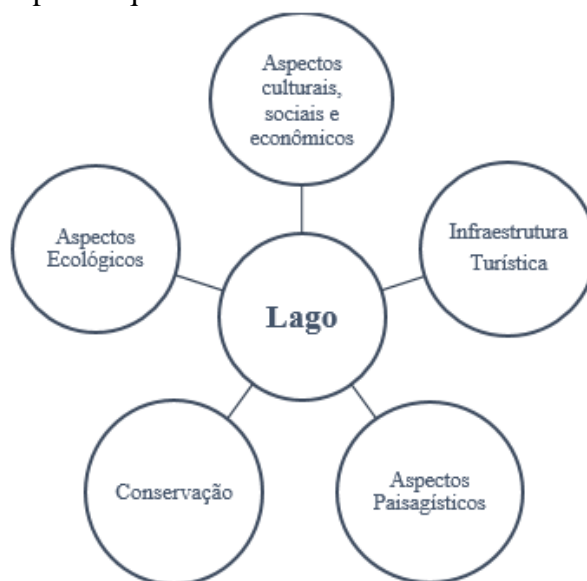 Aspectos
culturais,
sociais e
econômicos
Aspectos
Ecológicos
Infraestrutura
Turística
Lago
Conservação
Aspectos
Paisagísticos